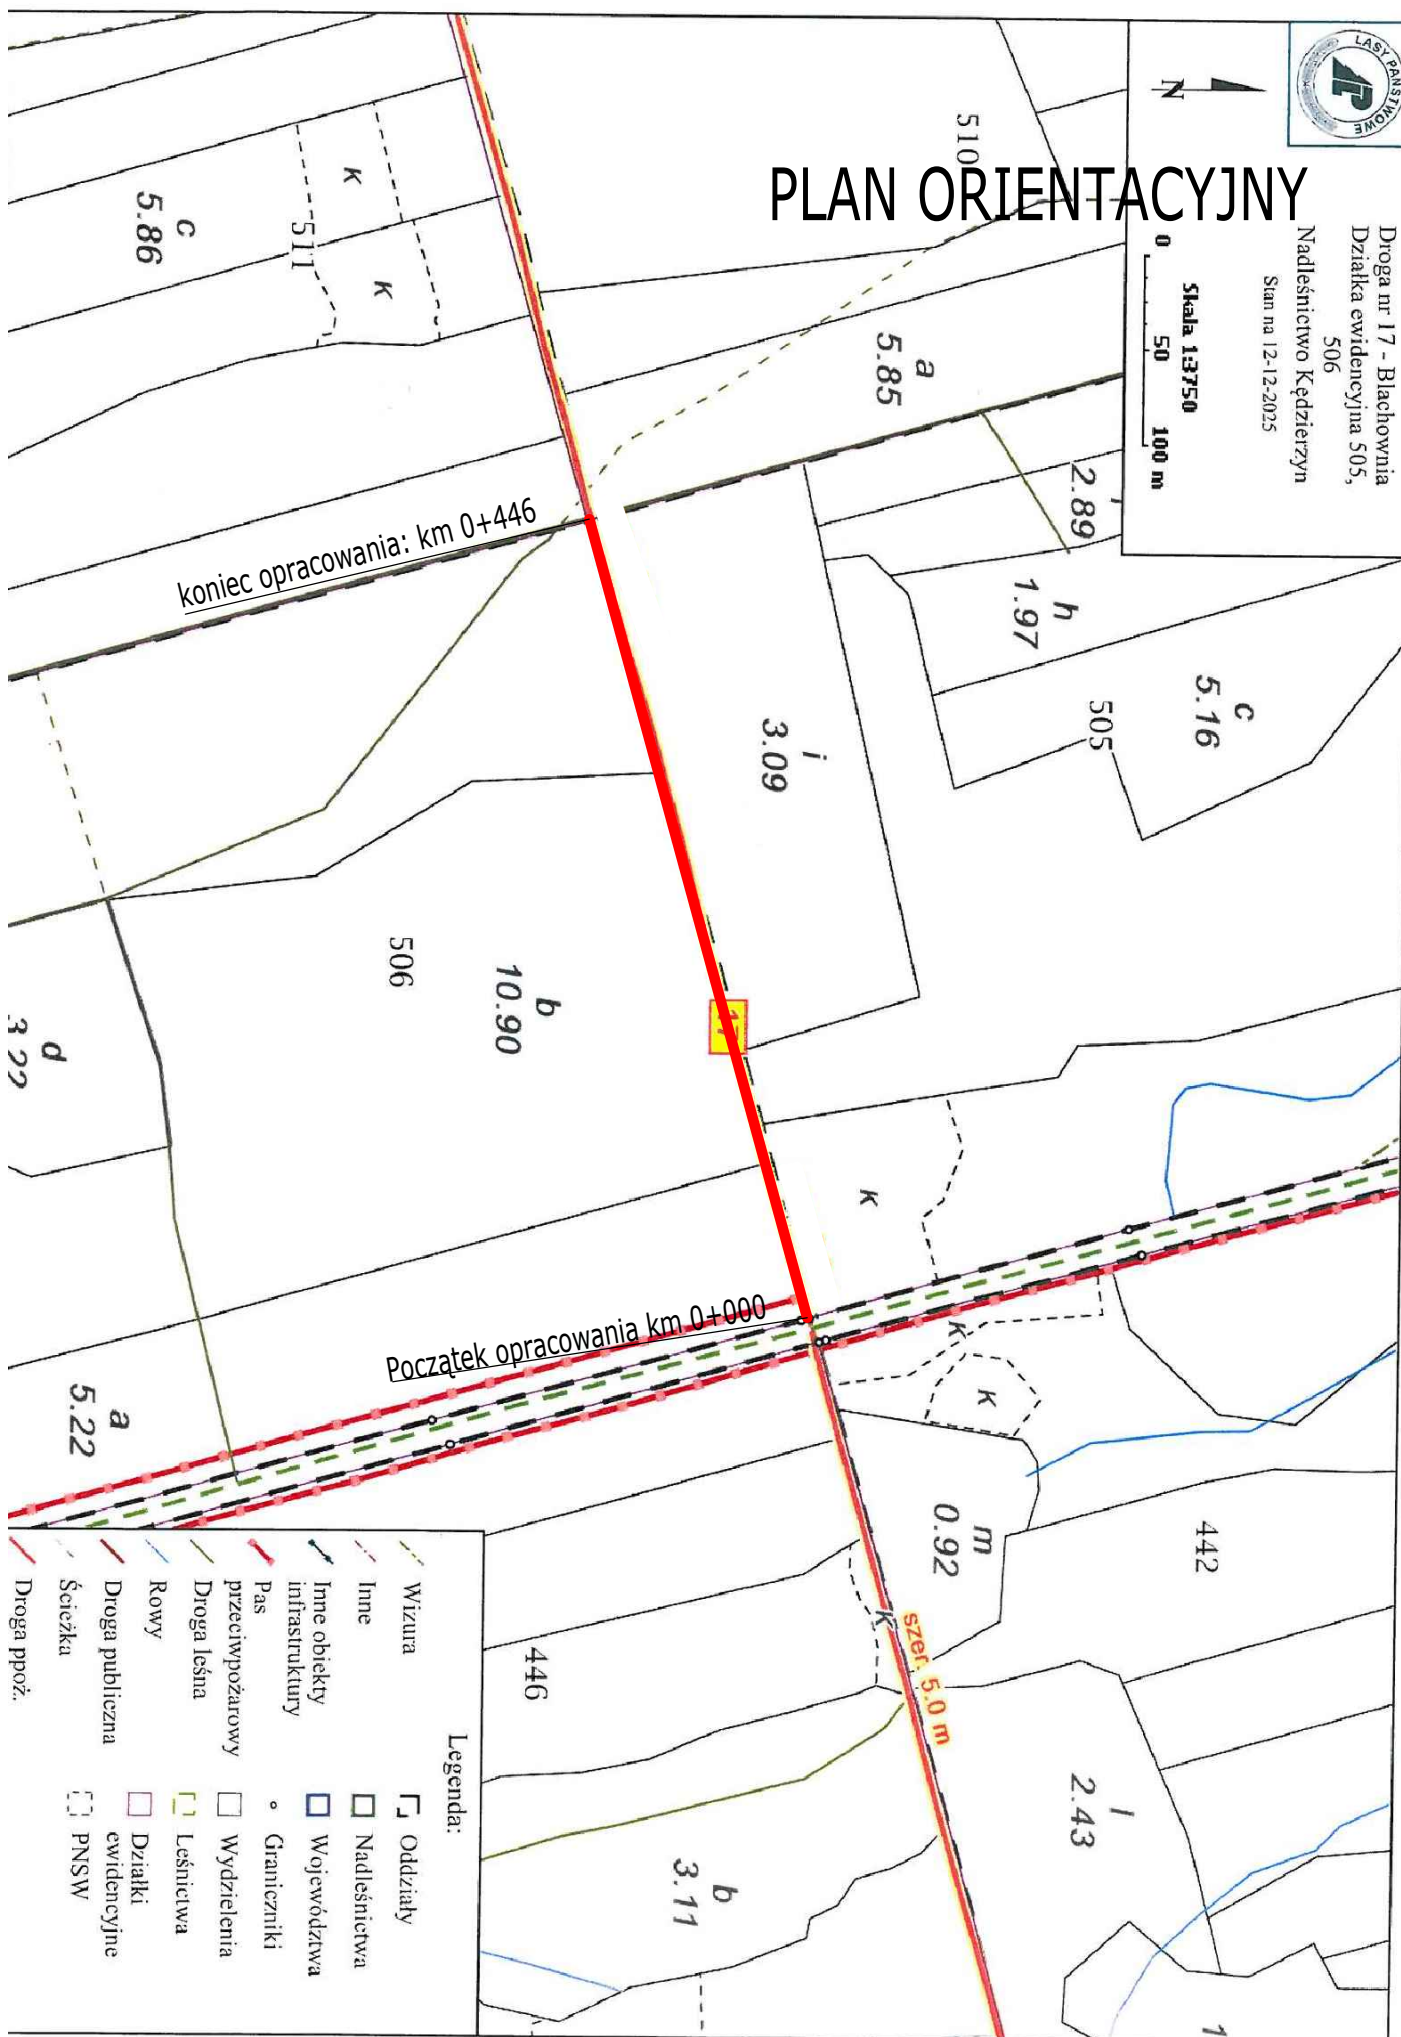 PLAN ORIENTACYJNY
LASY PAŃSTWOWE
LP
N
Droga nr 17 - Blachownia
Działka ewidencyjna 505,
506
Nadleśnictwo Kędzierzyn
Stan na 12-12-2025
Skala 1:3750
0 50 100 m
510
K
511
K
c
5.86
a
5.85
2.89
h
1.97
c
5.16
505
i
3.09
koniec opracowania: km 0+446
506
b
10.90
17
d
3.22
K
Początek opracowania km 0+000
K
K
a
5.22
m
0.92
442
K
szer. 5.0 m
446
l
2.43
b
3.11
1
Legenda:
Wizura
Inne
Inne obiekty
infrastruktury
Pas
przeciwpożarowy
Droga leśna
Rowy
Droga publiczna
Ścieżka
Droga ppoż.
Oddziały
Nadleśnictwa
Województwa
Graniczniki
Wydzielenia
Leśnictwa
Działki
ewidencyjne
PNSW